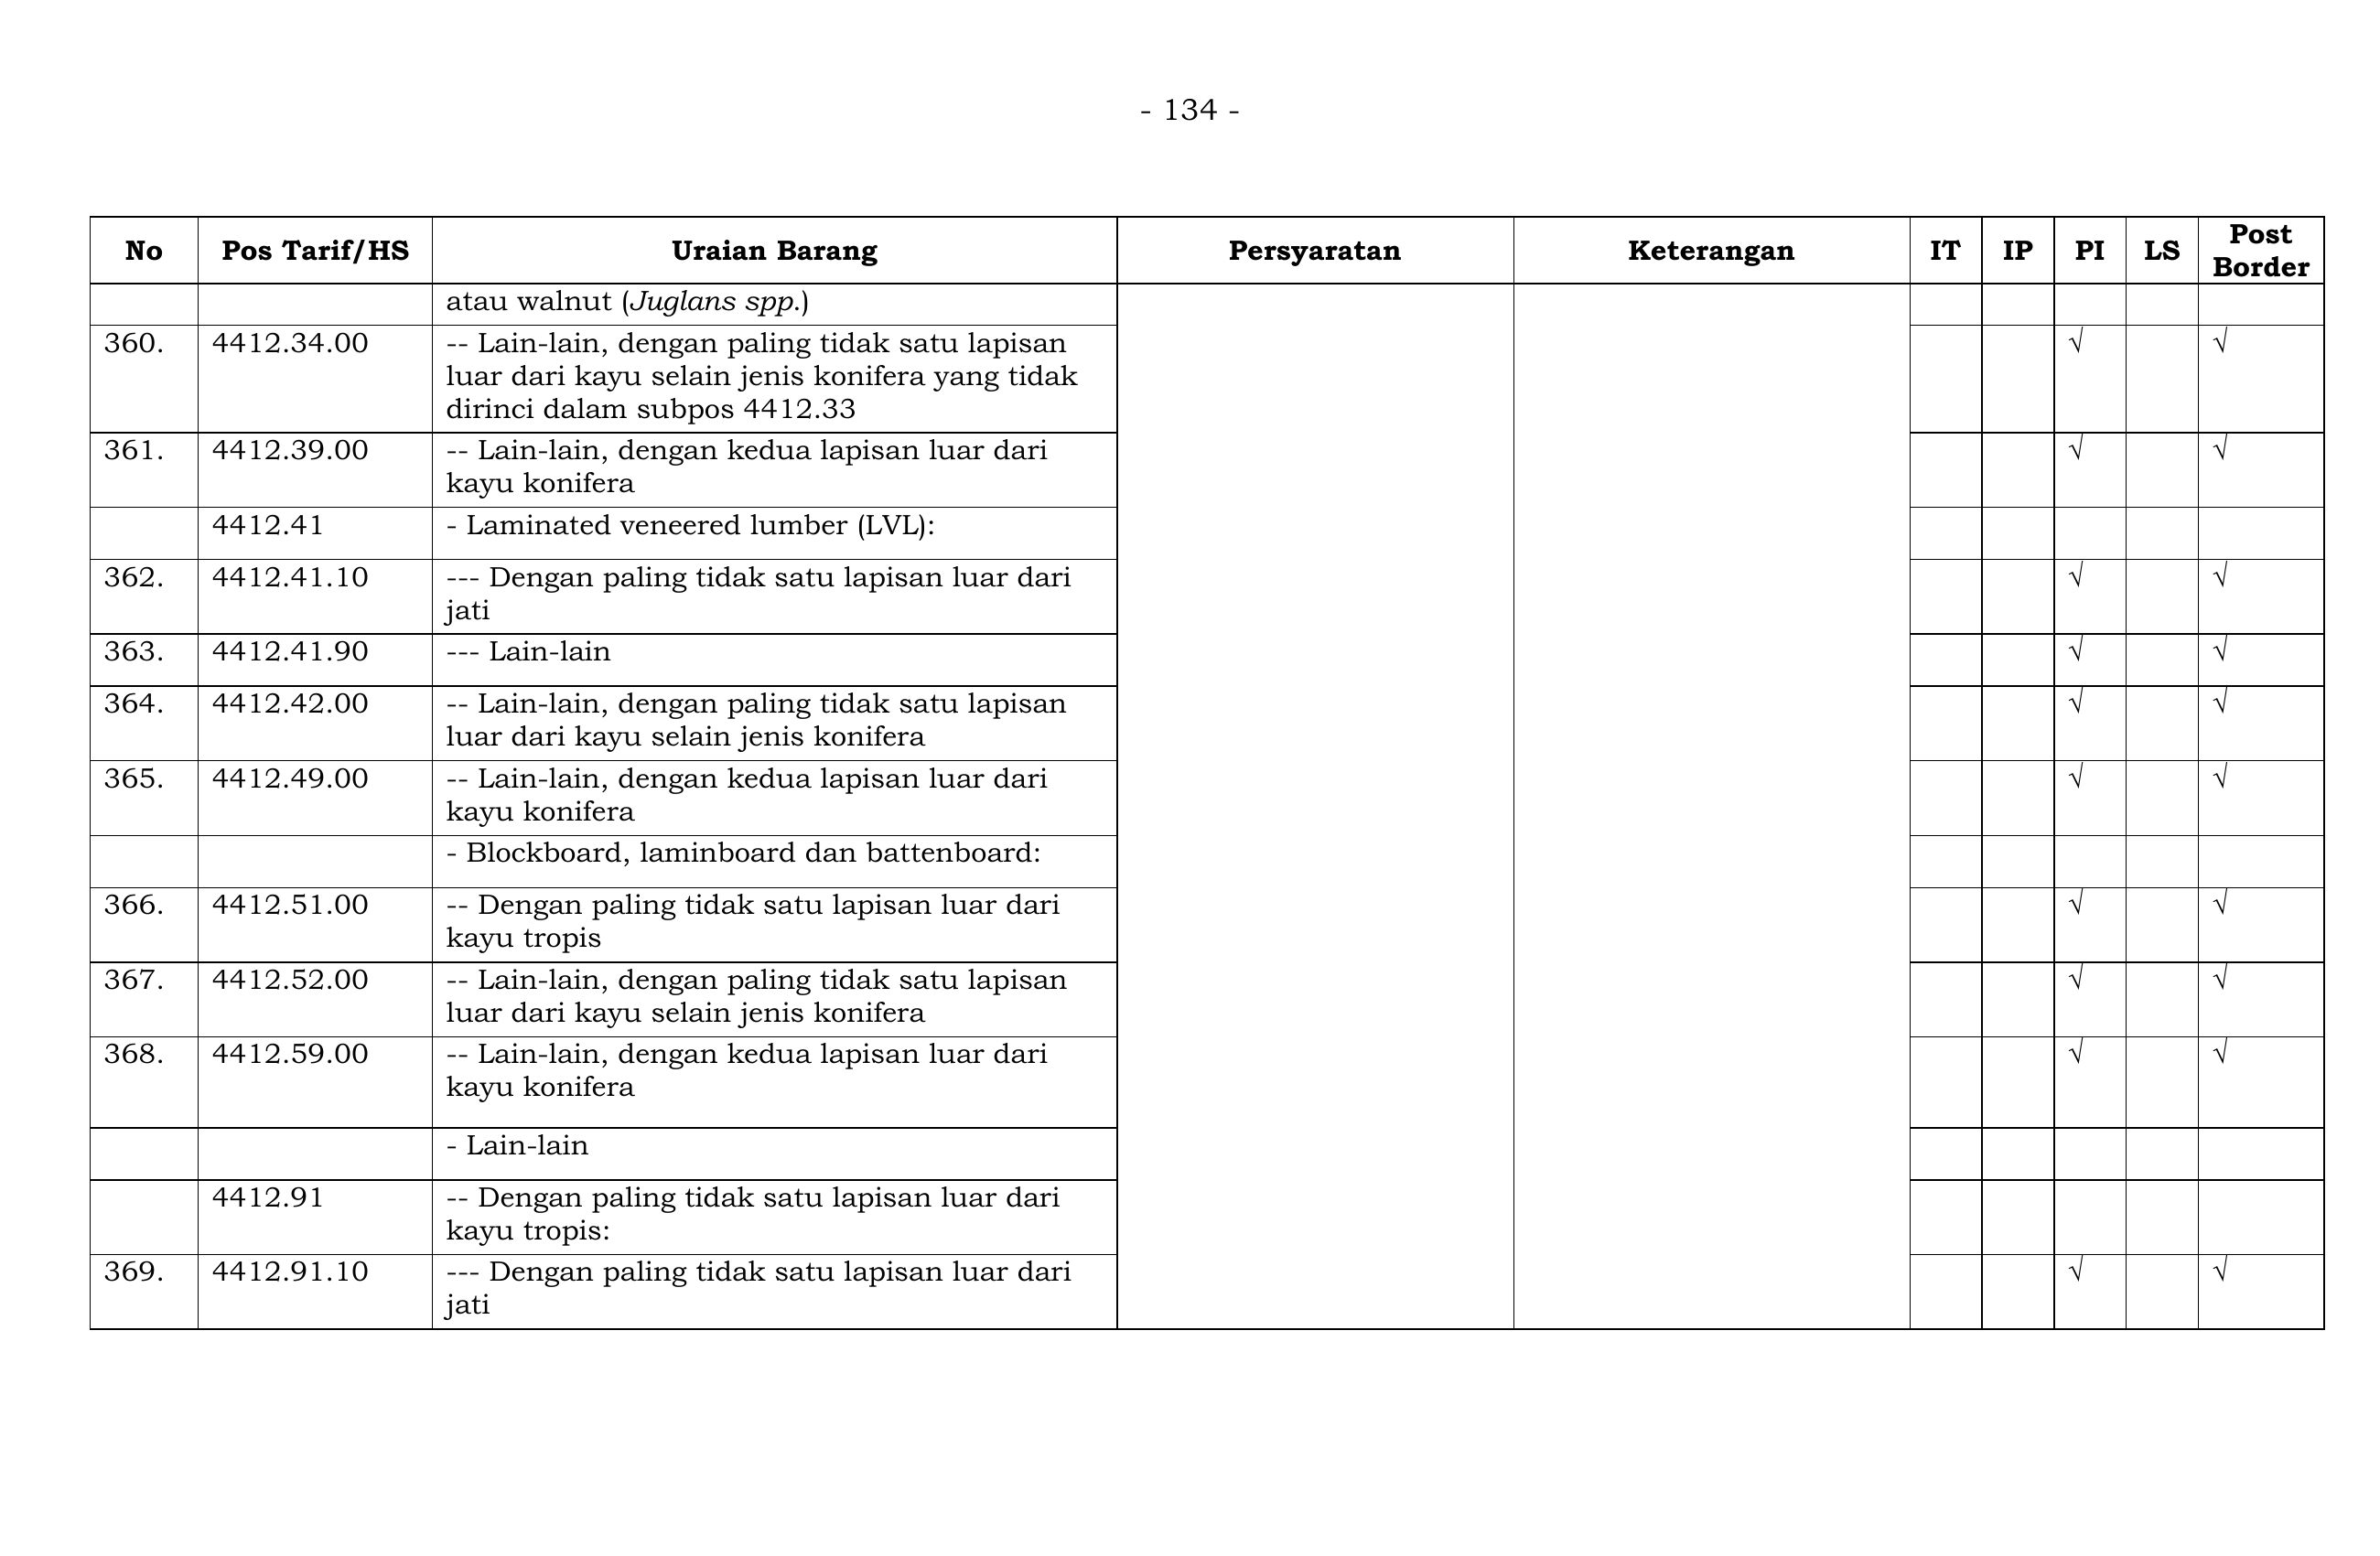 - 134 -
No Pos Tarif/HS Uraian Barang Persyaratan Keterangan IT IP PI LS Post Border
atau walnut (Juglans spp.)
360. 4412.34.00 -- Lain-lain, dengan paling tidak satu lapisan √ √
luar dari kayu selain jenis konifera yang tidak
dirinci dalam subpos 4412.33
361. 4412.39.00 -- Lain-lain, dengan kedua lapisan luar dari √ √
kayu konifera
4412.41 - Laminated veneered lumber (LVL):
362. 4412.41.10 --- Dengan paling tidak satu lapisan luar dari √ √
jati
363. 4412.41.90 --- Lain-lain √ √
364. 4412.42.00 -- Lain-lain, dengan paling tidak satu lapisan √ √
luar dari kayu selain jenis konifera
365. 4412.49.00 -- Lain-lain, dengan kedua lapisan luar dari √ √
kayu konifera
- Blockboard, laminboard dan battenboard:
366. 4412.51.00 -- Dengan paling tidak satu lapisan luar dari √ √
kayu tropis
367. 4412.52.00 -- Lain-lain, dengan paling tidak satu lapisan √ √
luar dari kayu selain jenis konifera
368. 4412.59.00 -- Lain-lain, dengan kedua lapisan luar dari √ √
kayu konifera
- Lain-lain
4412.91 -- Dengan paling tidak satu lapisan luar dari
kayu tropis:
369. 4412.91.10 --- Dengan paling tidak satu lapisan luar dari √ √
jati